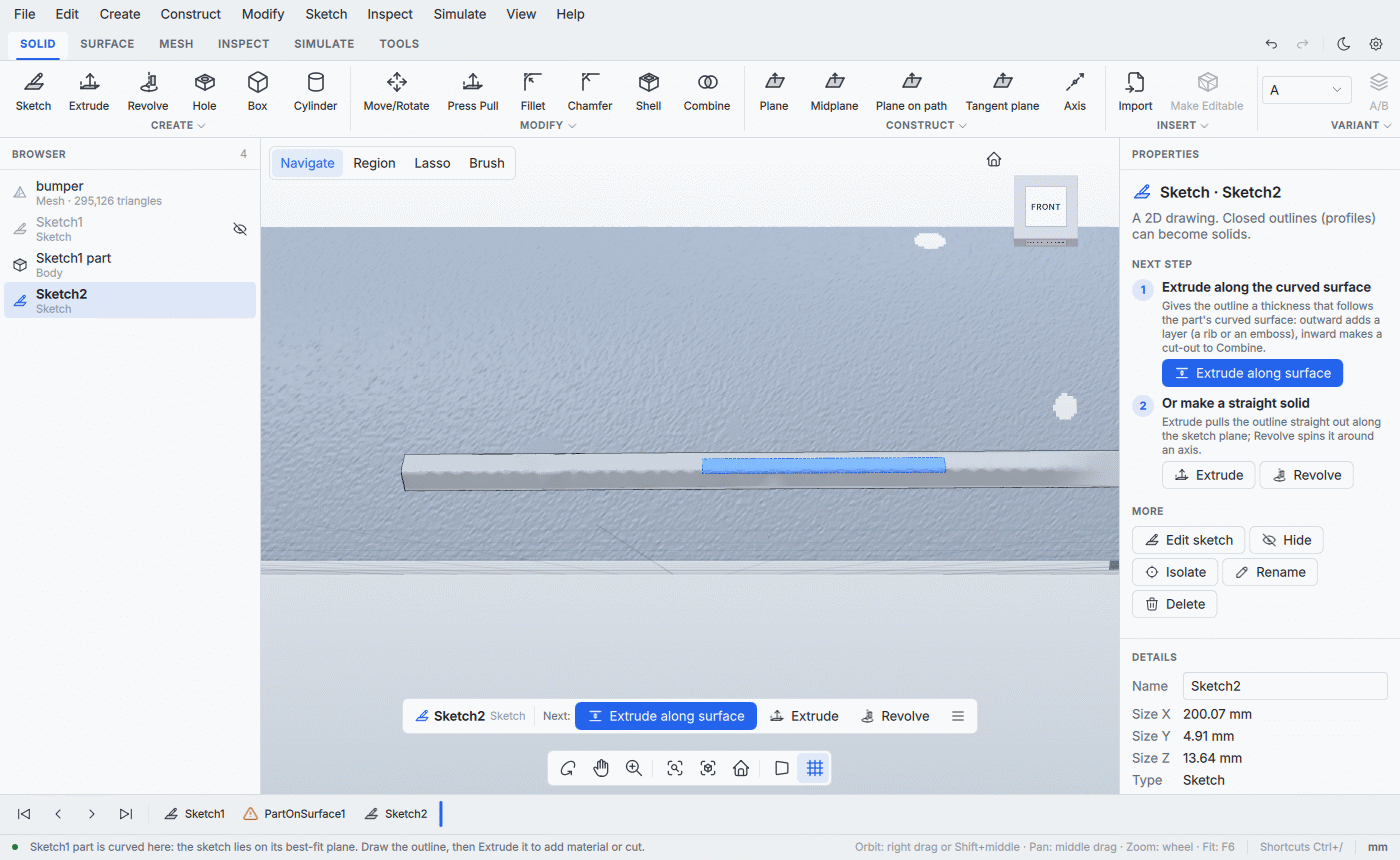 File Edit Create Construct Modify Sketch Inspect Simulate View Help
SOLID SURFACE MESH INSPECT SIMULATE TOOLS
Sketch Extrude Revolve Hole Box Cylinder Move/Rotate Press Pull Fillet Chamfer Shell Combine Plane Midplane Plane on path Tangent plane Axis Import Make Editable A A/B
CREATE MODIFY CONSTRUCT INSERT VARIANT
BROWSER 4
bumper
Mesh · 295,126 triangles
Sketch1
Sketch
Sketch1 part
Body
Sketch2
Sketch
Navigate Region Lasso Brush
FRONT
PROPERTIES
Sketch · Sketch2
A 2D drawing. Closed outlines (profiles)
can become solids.
NEXT STEP
1 Extrude along the curved surface
Gives the outline a thickness that follows
the part's curved surface: outward adds a
layer (a rib or an emboss), inward makes a
cut-out to Combine.
Extrude along surface
2 Or make a straight solid
Extrude pulls the outline straight out along
the sketch plane; Revolve spins it around
an axis.
Extrude Revolve
MORE
Edit sketch Hide
Isolate Rename
Delete
DETAILS
Name Sketch2
Size X 200.07 mm
Size Y 4.91 mm
Size Z 13.64 mm
Type Sketch
Sketch2 Sketch Next: Extrude along surface Extrude Revolve
Sketch1 PartOnSurface1 Sketch2
Sketch1 part is curved here: the sketch lies on its best-fit plane. Draw the outline, then Extrude it to add material or cut.
Orbit: right drag or Shift+middle · Pan: middle drag · Zoom: wheel · Fit: F6 Shortcuts Ctrl+/ mm